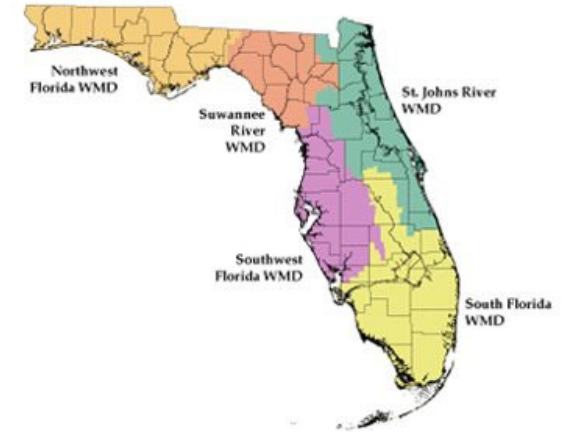 Northwest
Florida WMD
St. Johns River
WMD
Suwannee
River
WMD
Southwest
Florida WMD
South Florida
WMD